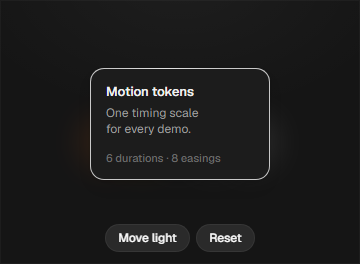 Motion tokens
One timing scale
for every demo.
6 durations · 8 easings
Move light
Reset